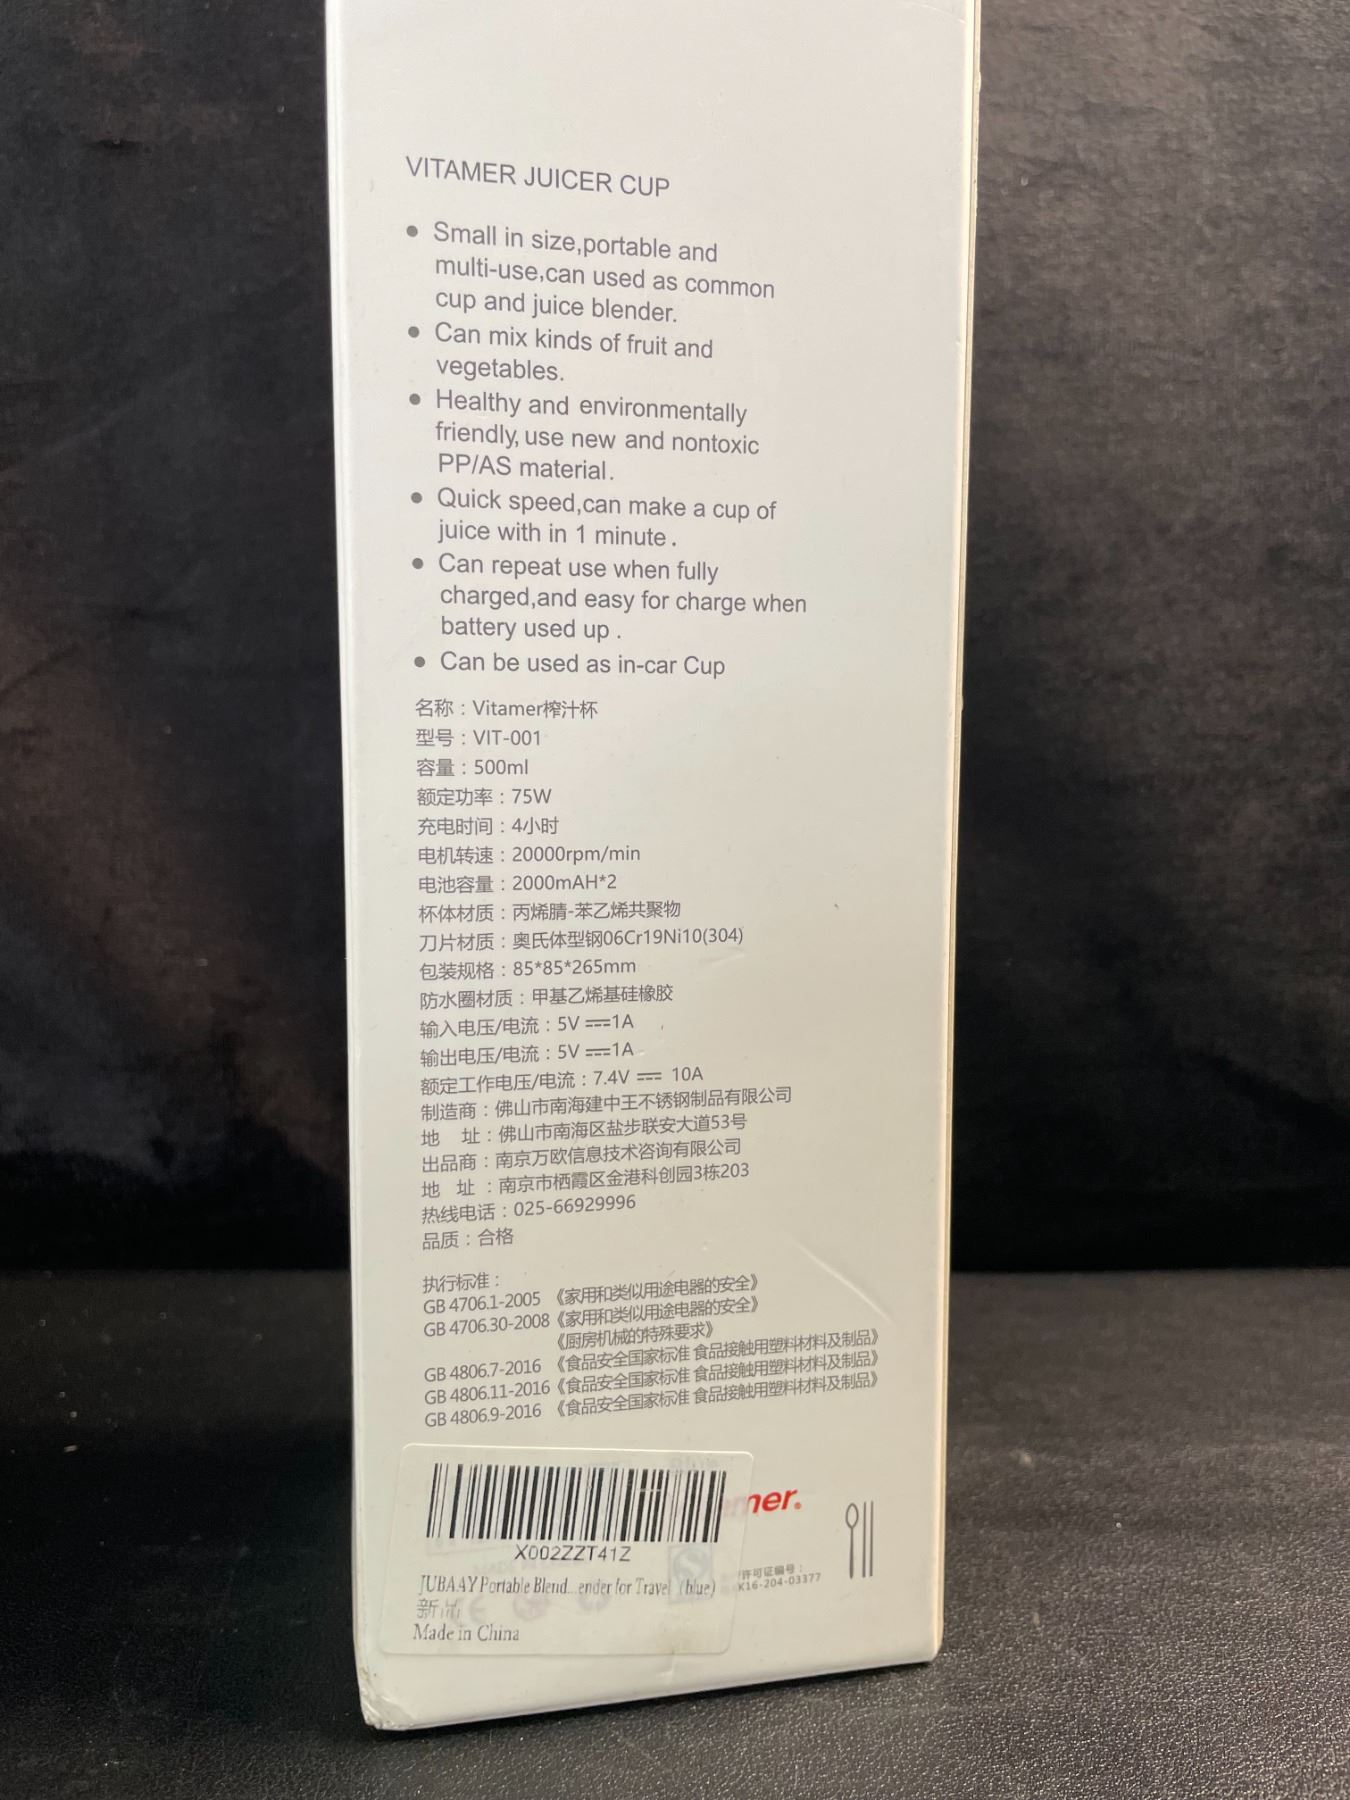 VITAMER JUICER CUP
• Small in size,portable and
multi-use,can used as common
cup and juice blender.
• Can mix kinds of fruit and
vegetables.
• Healthy and environmentally
friendly, use new and nontoxic
PP/AS material.
• Quick speed,can make a cup of
juice with in 1 minute.
• Can repeat use when fully
charged,and easy for charge when
battery used up .
• Can be used as in-car Cup
名称：Vitamer榨汁杯
型号：VIT-001
容量：500ml
额定功率：75W
充电时间：4小时
电机转速：20000rpm/min
电池容量：2000mAH*2
杯体材质：丙烯腈-苯乙烯共聚物
刀片材质：奥氏体型钢06Cr19Ni10(304)
包装规格：85*85*265mm
防水圈材质：甲基乙烯基硅橡胶
输入电压/电流：5V ⎓1A
输出电压/电流：5V ⎓1A
额定工作电压/电流：7.4V ⎓ 10A
制造商：佛山市南海建中王不锈钢制品有限公司
地 址：佛山市南海区盐步联安大道53号
出品商：南京万欧信息技术咨询有限公司
地 址：南京市栖霞区金港科创园3栋203
热线电话：025-66929996
品质：合格
执行标准：
GB 4706.1-2005 《家用和类似用途电器的安全》
GB 4706.30-2008《家用和类似用途电器的安全》
《厨房机械的特殊要求》
GB 4806.7-2016 《食品安全国家标准 食品接触用塑料材料及制品》
GB 4806.11-2016《食品安全国家标准 食品接触用塑料材料及制品》
GB 4806.9-2016 《食品安全国家标准 食品接触用塑料材料及制品》
mer.
X002ZZT41Z
许可证编号：
K16-204-03377
JUBAAY Portable Blend...ender for Travel (blue)
新品
Made in China